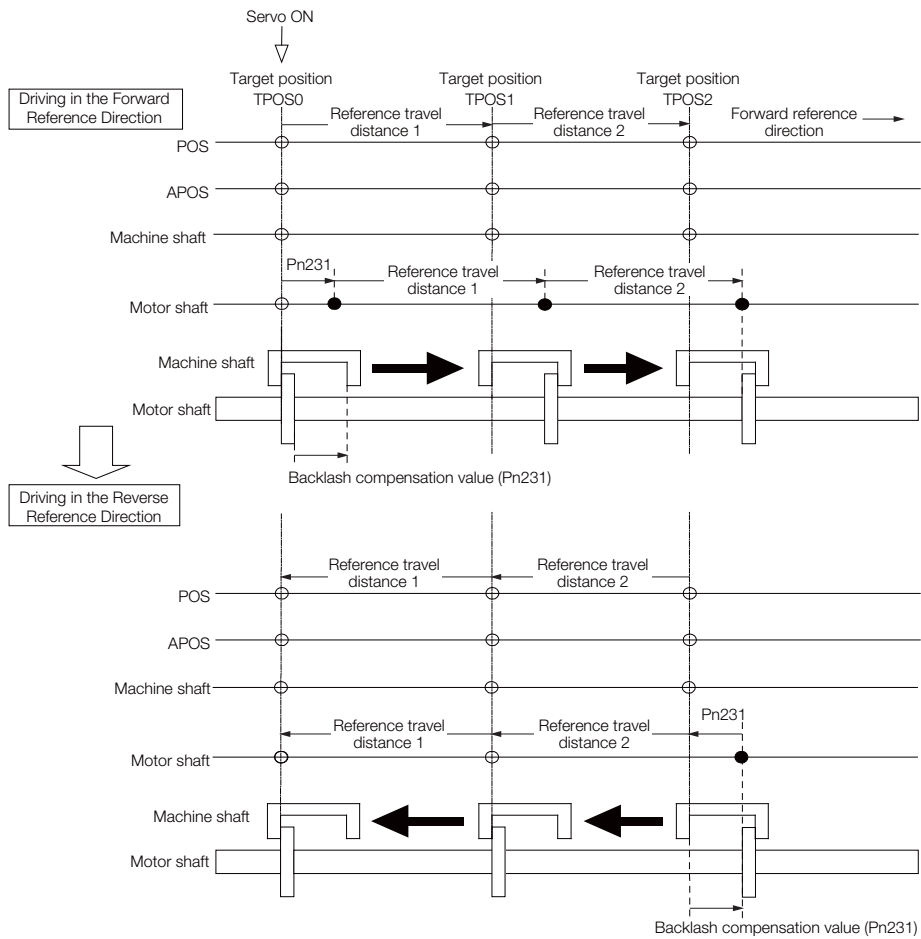 Servo ON
Target position
TPOS0
Target position
TPOS1
Target position
TPOS2
Driving in the Forward
Reference Direction
Reference travel
distance 1
Reference travel
distance 2
Forward reference
direction
POS
APOS
Machine shaft
Pn231
Reference travel
distance 1
Reference travel
distance 2
Motor shaft
Machine shaft
Motor shaft
Backlash compensation value (Pn231)
Driving in the Reverse
Reference Direction
Reference travel
distance 1
Reference travel
distance 2
POS
APOS
Machine shaft
Pn231
Reference travel
distance 1
Reference travel
distance 2
Motor shaft
Machine shaft
Motor shaft
Backlash compensation value (Pn231)